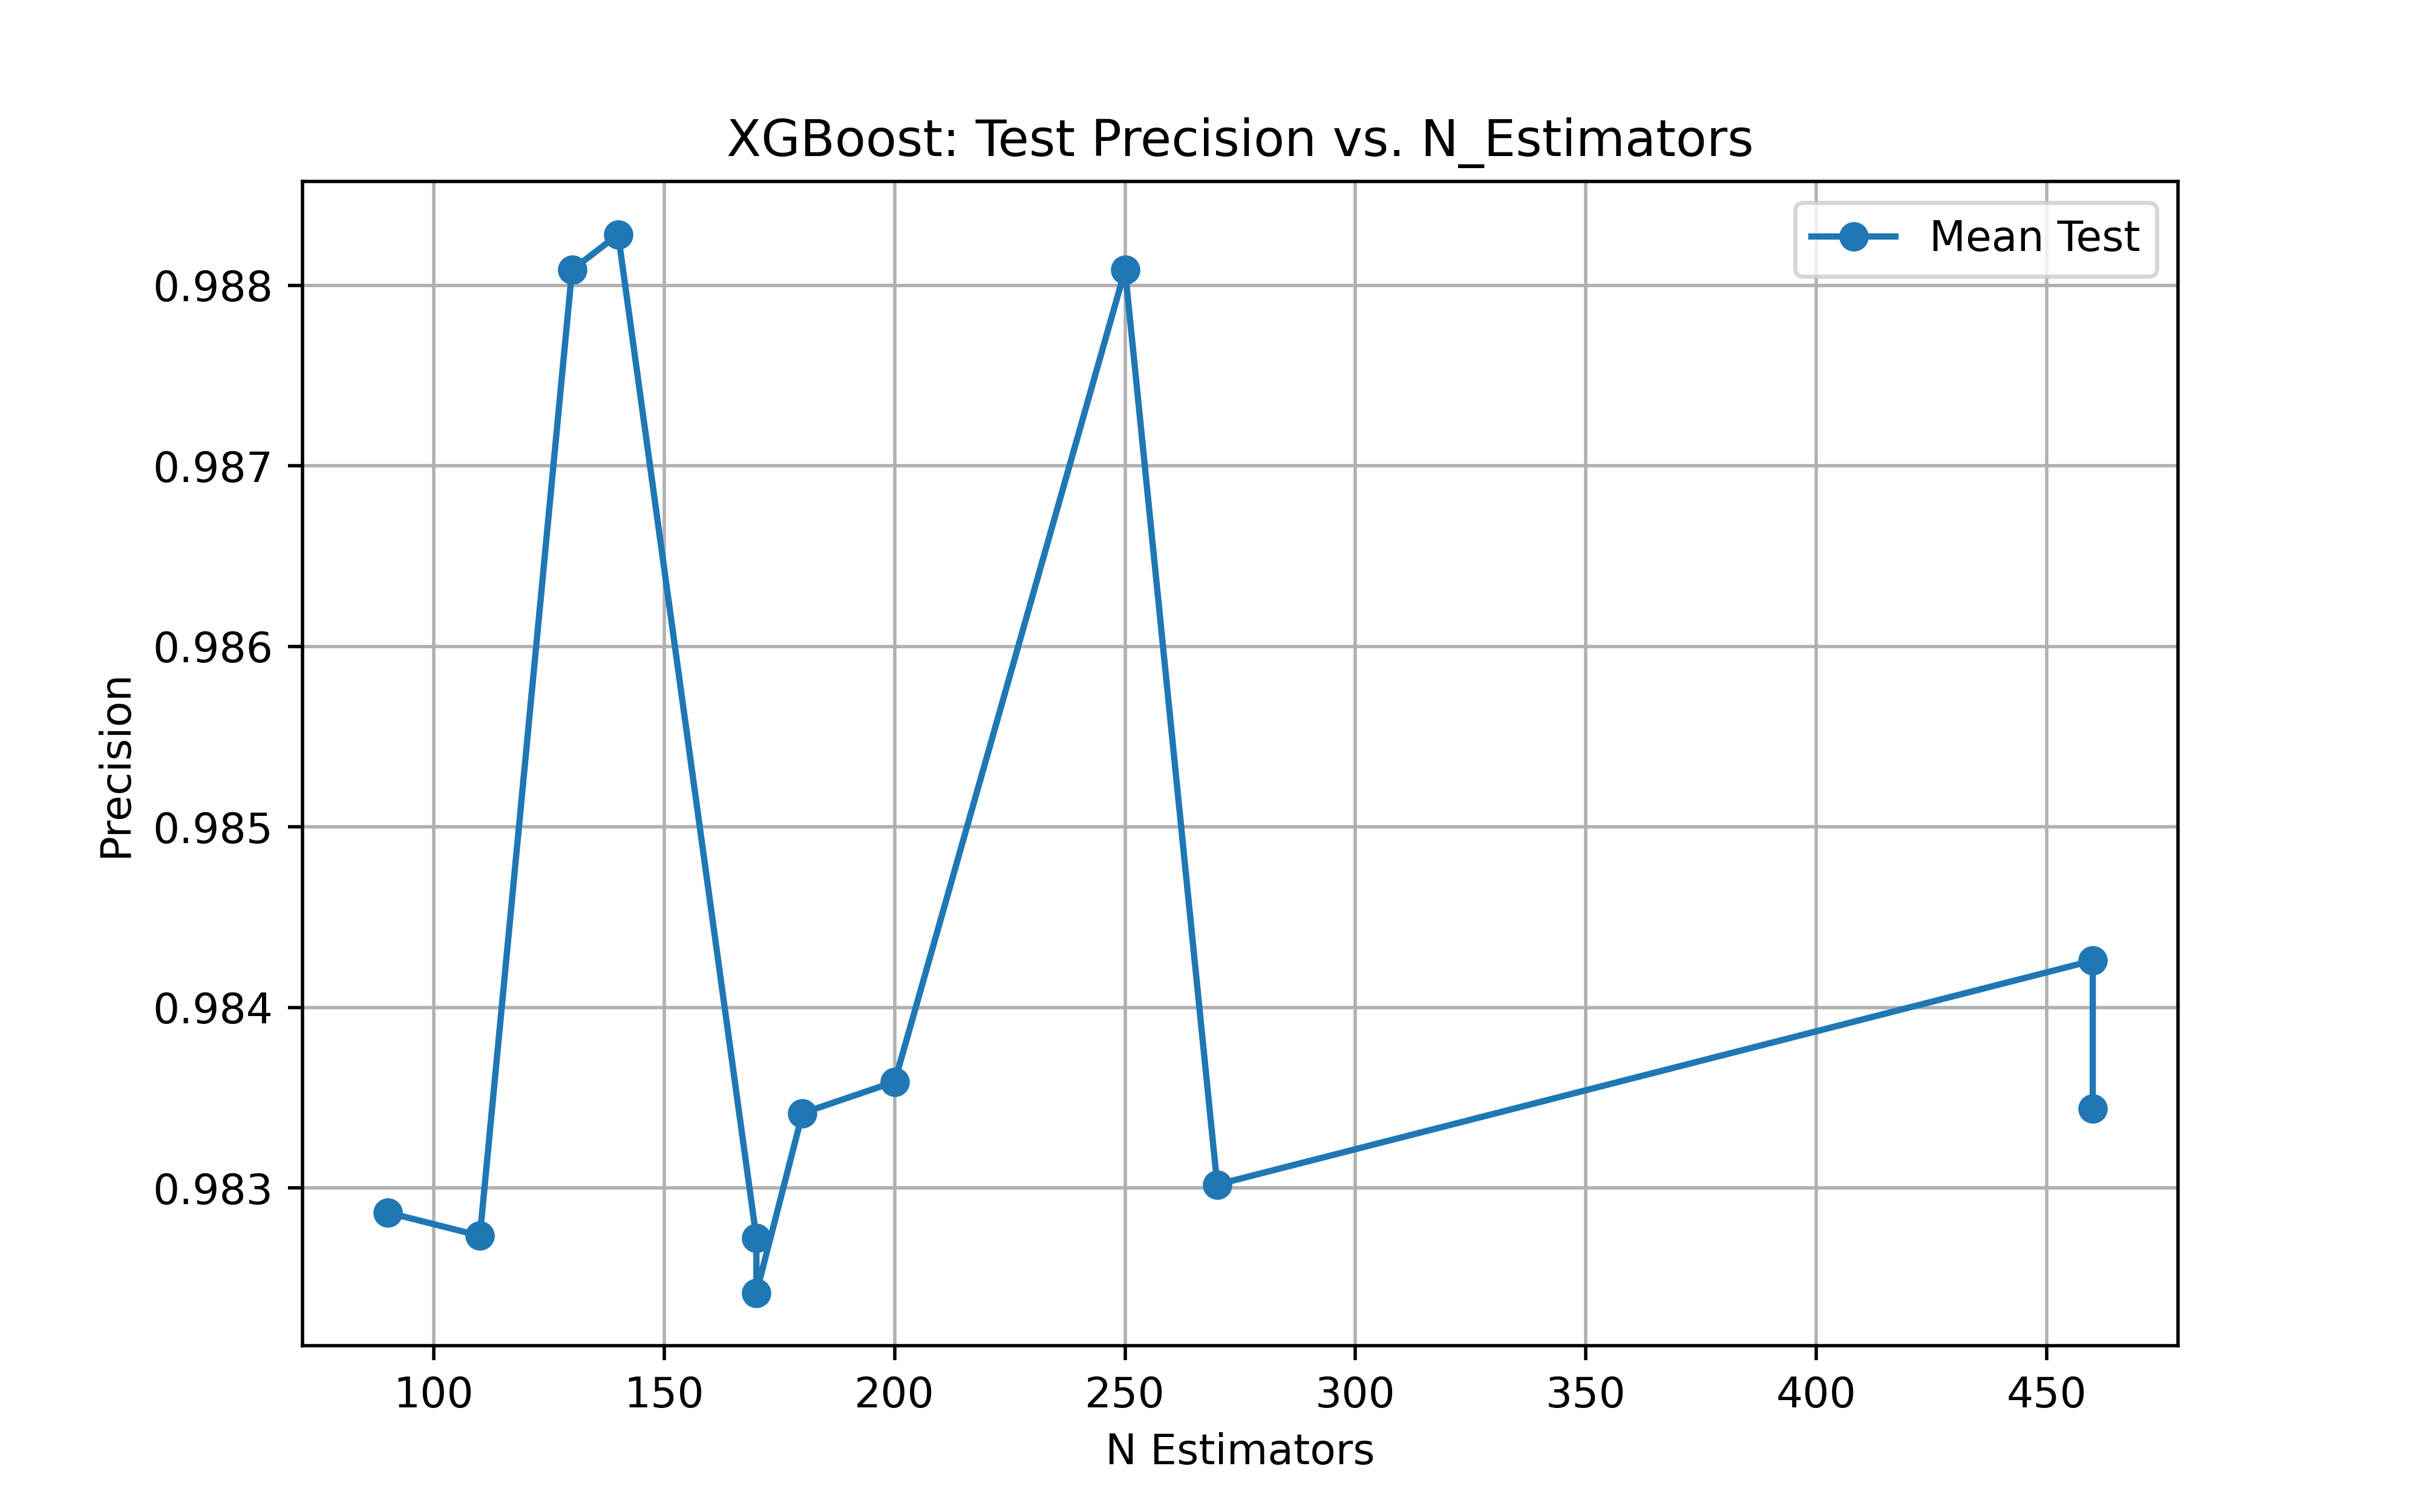 XGBoost: Test Precision vs. N_Estimators
Mean Test
0.988
0.987
0.986
0.985
0.984
0.983
Precision
100 150 200 250 300 350 400 450
N Estimators